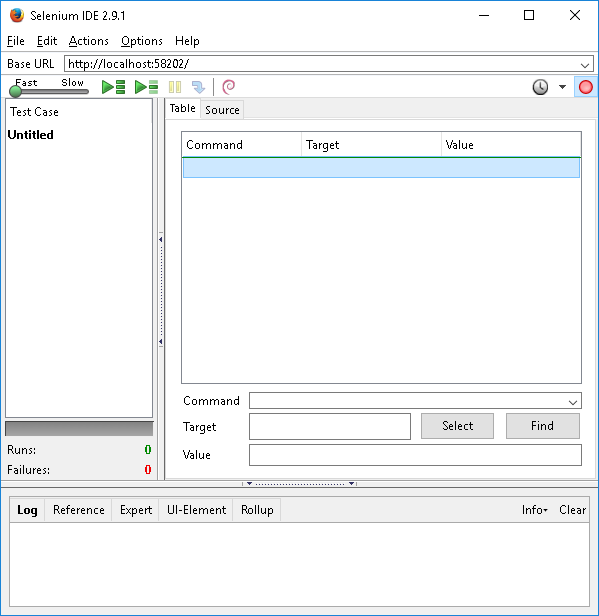 Selenium IDE 2.9.1
File Edit Actions Options Help
Base URL http://localhost:58202/
Fast Slow
Test Case
Untitled
Table Source
Command Target Value
Command
Target Select Find
Value
Runs: 0
Failures: 0
Log Reference Expert UI-Element Rollup Info Clear